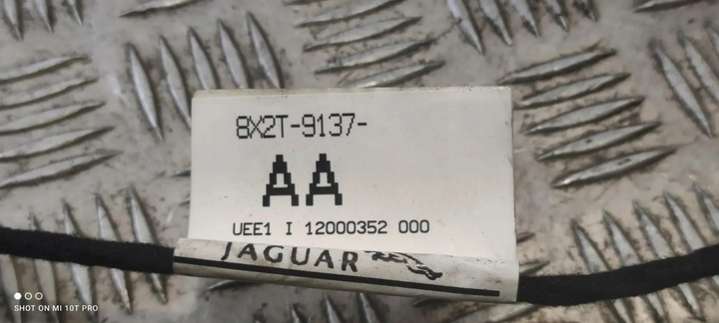 8X2T-9137-
AA
UEE1 I 12000352 000
JAGUAR
SHOT ON MI 10T PRO